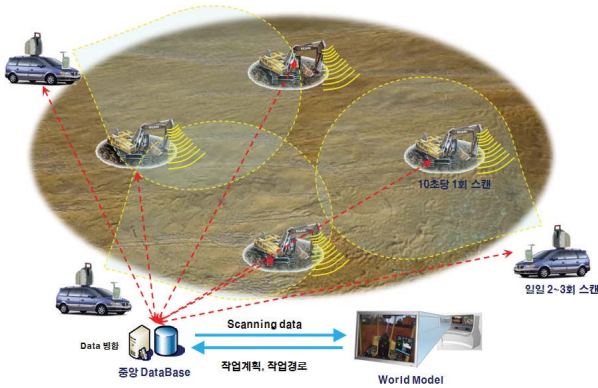 10초당 1회 스캔
일일 2~3회 스캔
Scanning data
Data 병합
중앙 DataBase
작업계획, 작업경로
World Model